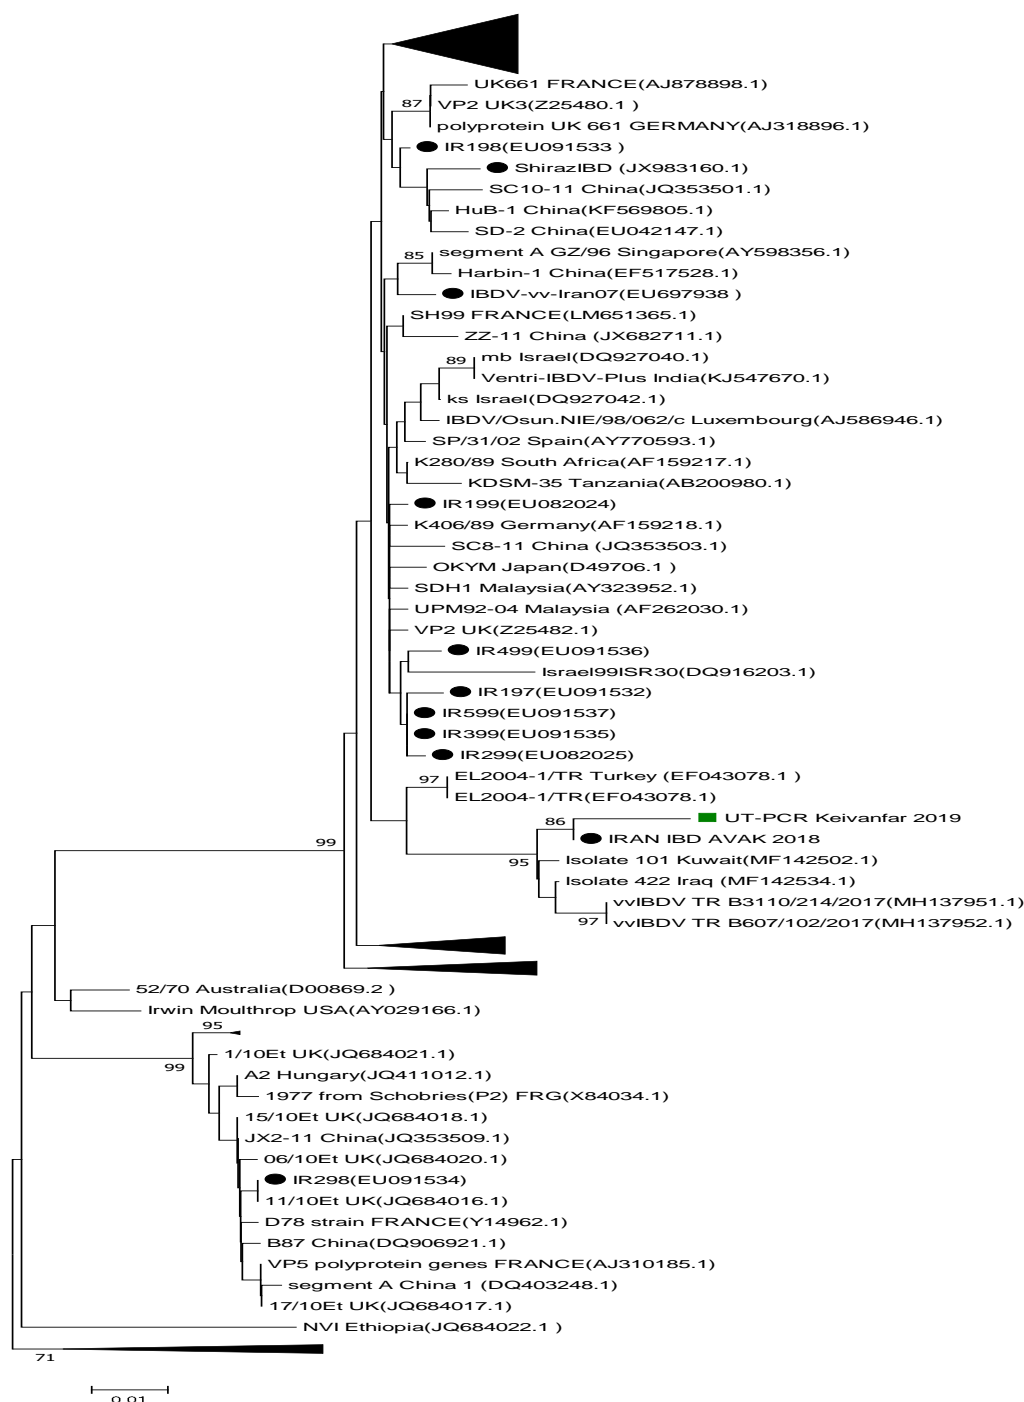 UK661 FRANCE(AJ878898.1)
87
VP2 UK3(Z25480.1 )
polyprotein UK 661 GERMANY(AJ318896.1)
IR198(EU091533 )
ShirazIBD (JX983160.1)
SC10-11 China(JQ353501.1)
HuB-1 China(KF569805.1)
SD-2 China(EU042147.1)
segment A GZ/96 Singapore(AY598356.1)
85
Harbin-1 China(EF517528.1)
IBDV-vv-Iran07(EU697938 )
SH99 FRANCE(LM651365.1)
ZZ-11 China (JX682711.1)
mb Israel(DQ927040.1)
89
Ventri-IBDV-Plus India(KJ547670.1)
ks Israel(DQ927042.1)
IBDV/Osun.NIE/98/062/c Luxembourg(AJ586946.1)
SP/31/02 Spain(AY770593.1)
K280/89 South Africa(AF159217.1)
KDSM-35 Tanzania(AB200980.1)
IR199(EU082024)
K406/89 Germany(AF159218.1)
SC8-11 China (JQ353503.1)
OKYM Japan(D49706.1 )
SDH1 Malaysia(AY323952.1)
UPM92-04 Malaysia (AF262030.1)
VP2 UK(Z25482.1)
IR499(EU091536)
Israel99ISR30(DQ916203.1)
IR197(EU091532)
IR599(EU091537)
IR399(EU091535)
IR299(EU082025)
EL2004-1/TR Turkey (EF043078.1 )
97
EL2004-1/TR(EF043078.1)
UT-PCR Keivanfar 2019
86
IRAN IBD AVAK 2018
99
95
Isolate 101 Kuwait(MF142502.1)
Isolate 422 Iraq (MF142534.1)
vvIBDV TR B3110/214/2017(MH137951.1)
97
vvIBDV TR B607/102/2017(MH137952.1)
52/70 Australia(D00869.2 )
Irwin Moulthrop USA(AY029166.1)
95
1/10Et UK(JQ684021.1)
99
A2 Hungary(JQ411012.1)
1977 from Schobries(P2) FRG(X84034.1)
15/10Et UK(JQ684018.1)
JX2-11 China(JQ353509.1)
06/10Et UK(JQ684020.1)
IR298(EU091534)
11/10Et UK(JQ684016.1)
D78 strain FRANCE(Y14962.1)
B87 China(DQ906921.1)
VP5 polyprotein genes FRANCE(AJ310185.1)
segment A China 1 (DQ403248.1)
17/10Et UK(JQ684017.1)
NVI Ethiopia(JQ684022.1 )
71
0.01